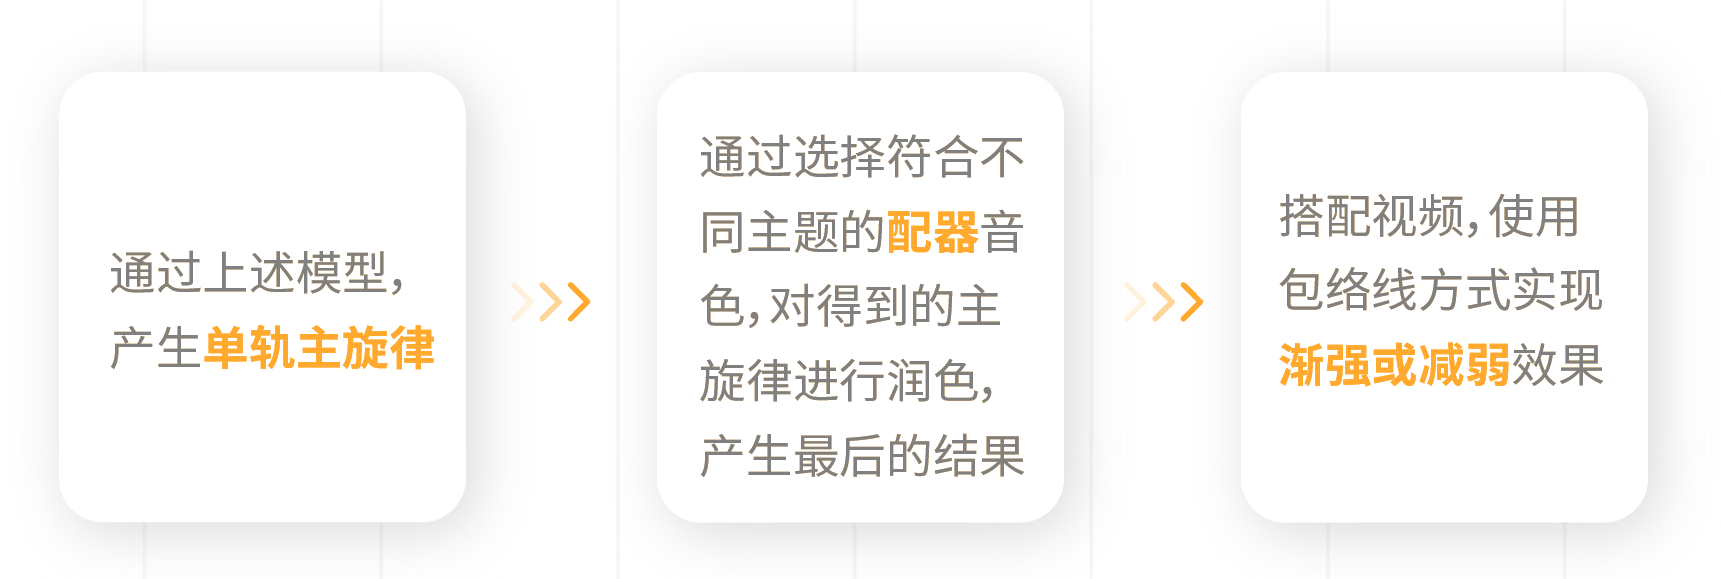 通过上述模型，
产生单轨主旋律
通过选择符合不
同主题的配器音
色，对得到的主
旋律进行润色，
产生最后的结果
搭配视频，使用
包络线方式实现
渐强或减弱效果